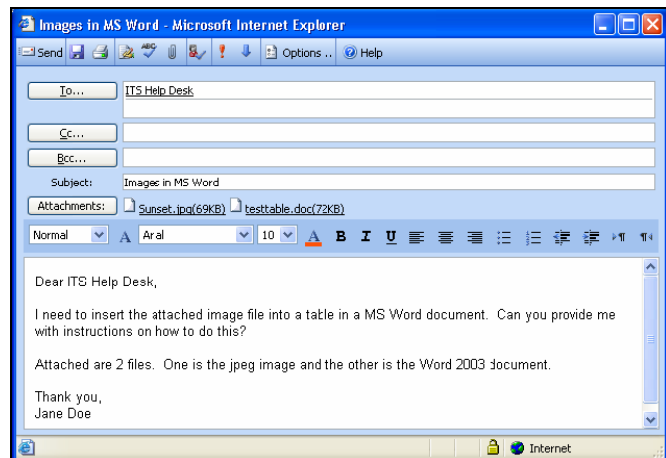 Images in MS Word - Microsoft Internet Explorer
Send Options .. Help
To... ITS Help Desk
Cc...
Bcc...
Subject: Images in MS Word
Attachments: Sunset.jpg(69KB) testtable.doc(72KB)
Normal A Arial 10 A B I U
Dear ITS Help Desk,
I need to insert the attached image file into a table in a MS Word document. Can you provide me
with instructions on how to do this?
Attached are 2 files. One is the jpeg image and the other is the Word 2003 document.
Thank you,
Jane Doe
Internet